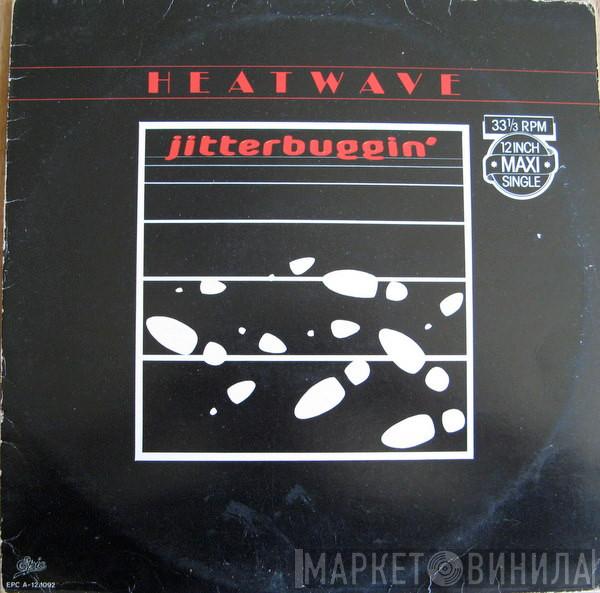 HEATWAVE
jitterbuggin'
33⅓ RPM
12 INCH
• MAXI •
SINGLE
Epic
EPC A-12.1092
МАРКЕТ ВИНИЛА